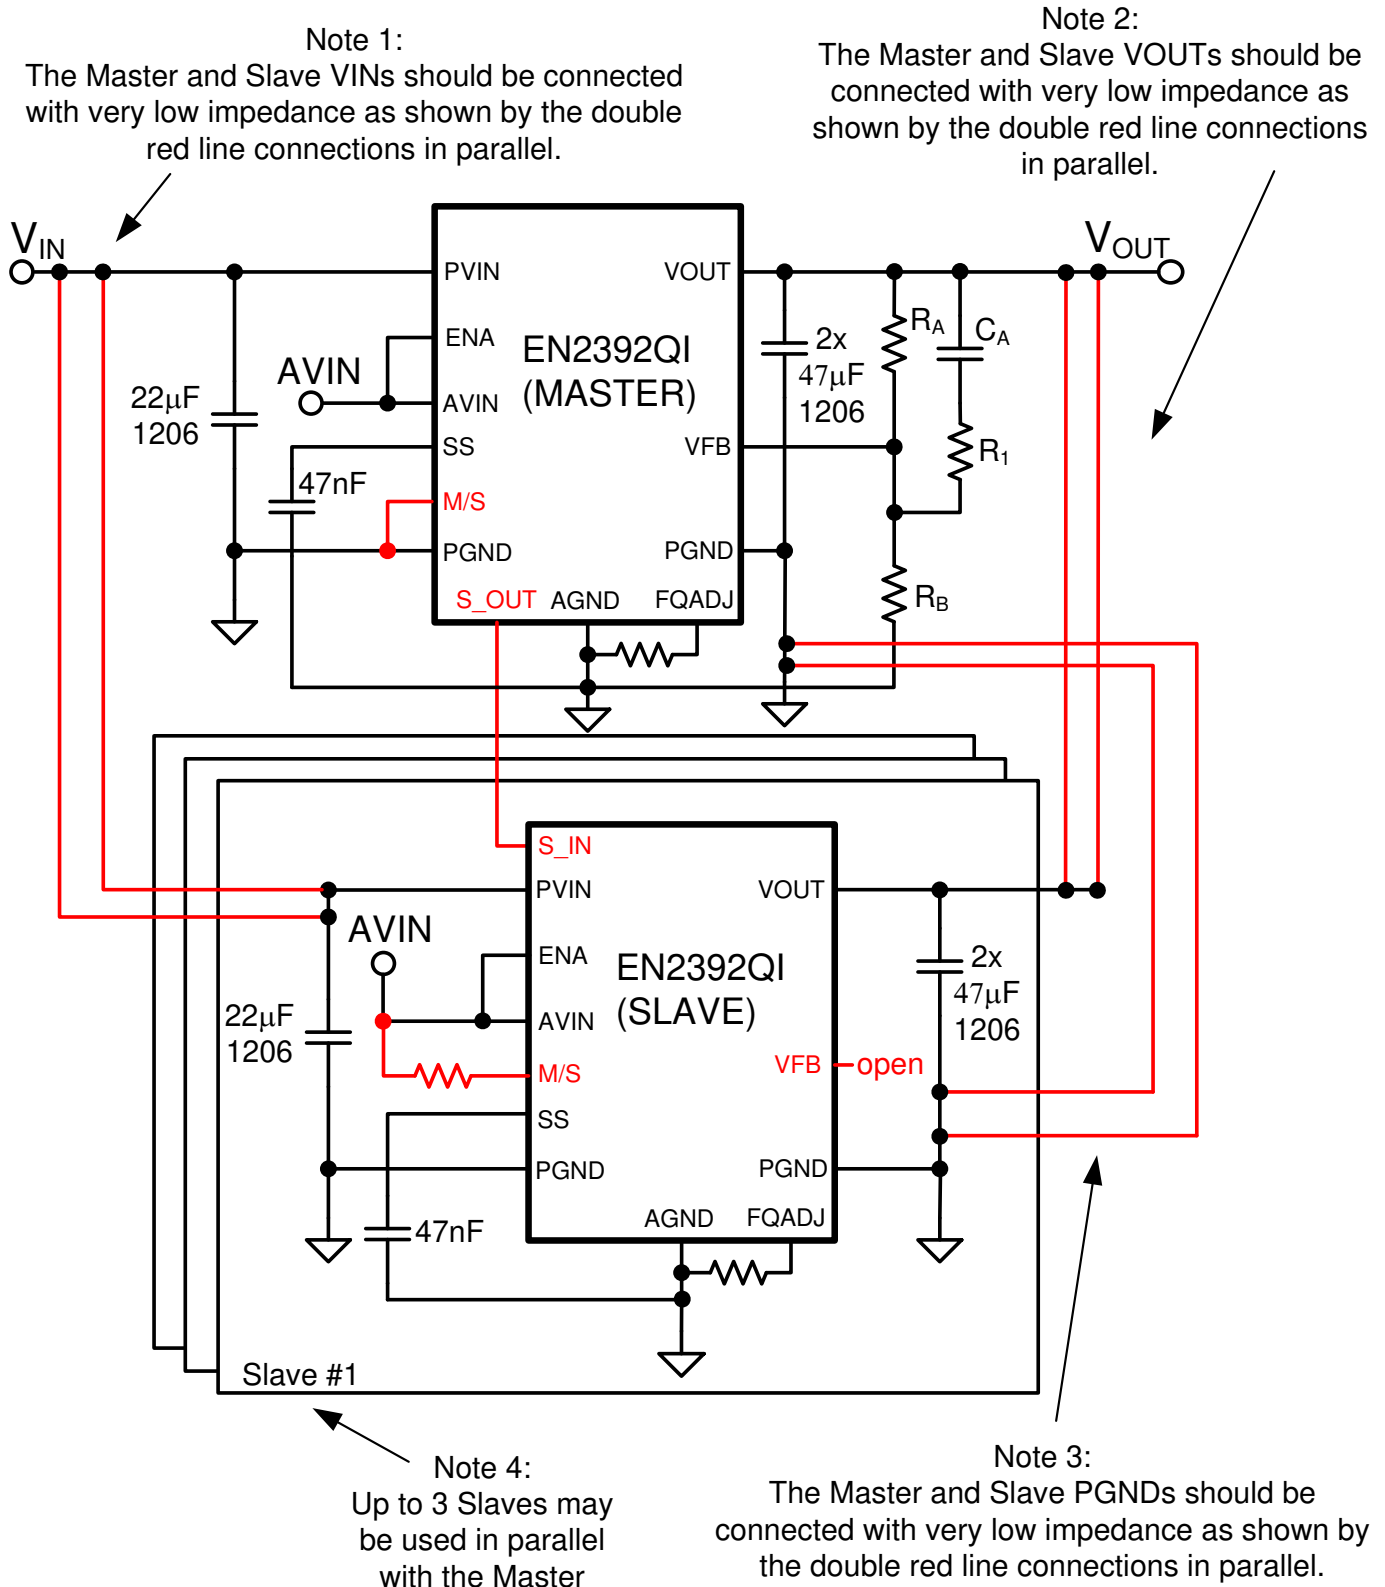 Note 1:
The Master and Slave VINs should be connected
with very low impedance as shown by the double
red line connections in parallel.
Note 2:
The Master and Slave VOUTs should be
connected with very low impedance as
shown by the double red line connections
in parallel.
VIN
VOUT
PVIN
VOUT
ENA
EN2392QI
(MASTER)
AVIN
AVIN
22μF
1206
2x
47μF
1206
RA
CA
SS
VFB
R1
47nF
M/S
PGND
PGND
RB
S_OUT
AGND
FQADJ
S_IN
PVIN
VOUT
AVIN
ENA
EN2392QI
(SLAVE)
2x
47μF
1206
22μF
1206
AVIN
M/S
VFB
open
SS
PGND
PGND
47nF
AGND
FQADJ
Slave #1
Note 4:
Up to 3 Slaves may
be used in parallel
with the Master
Note 3:
The Master and Slave PGNDs should be
connected with very low impedance as shown by
the double red line connections in parallel.